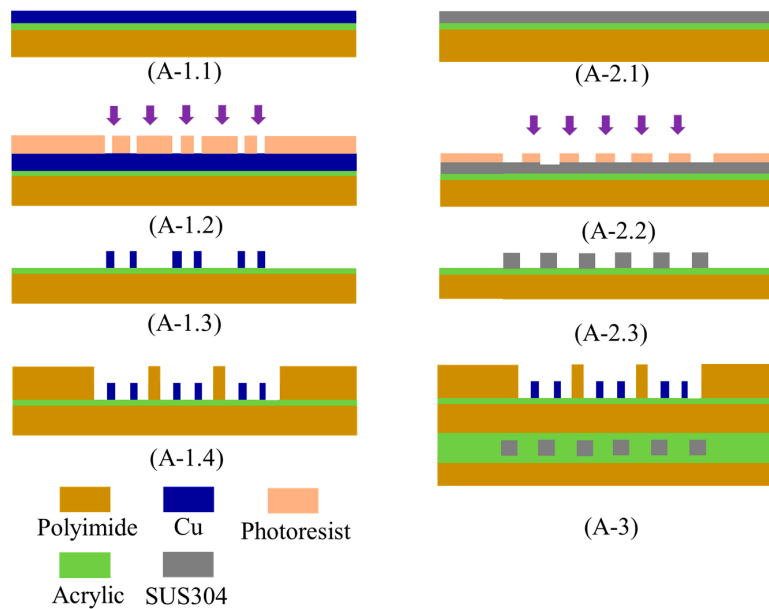 (A-1.1)
(A-2.1)
(A-1.2)
(A-2.2)
(A-1.3)
(A-2.3)
(A-1.4)
(A-3)
Polyimide
Cu
Photoresist
Acrylic
SUS304